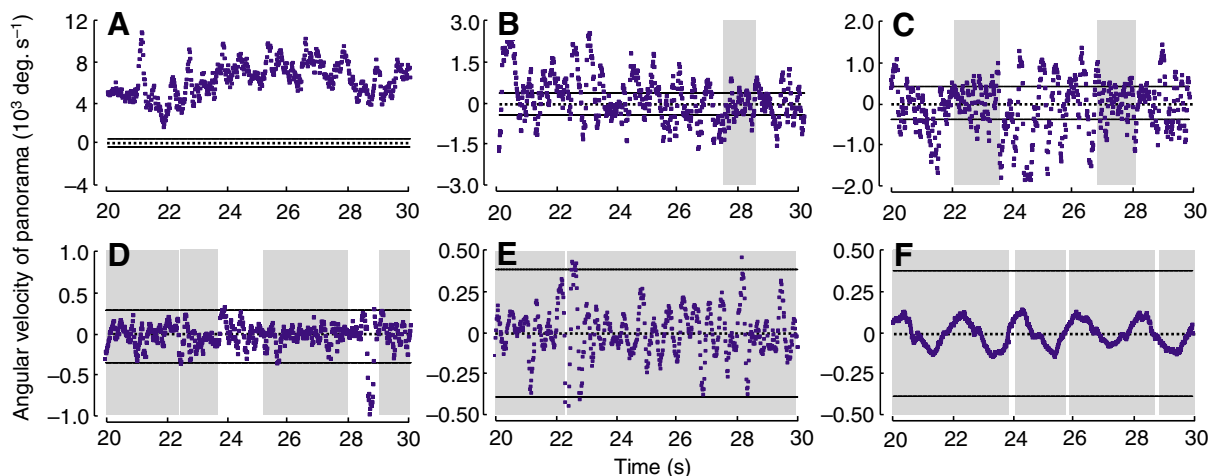 Angular velocity of panorama (10³ deg. s⁻¹)
A
12
8
4
0
–4
20 22 24 26 28 30
B
3.0
1.5
0
–1.5
–3.0
20 22 24 26 28 30
C
2.0
1.0
0
–1.0
–2.0
20 22 24 26 28 30
D
1.0
0.5
0
–0.5
–1.0
20 22 24 26 28 30
E
0.50
0.25
0
–0.25
–0.50
20 22 24 26 28 30
F
0.50
0.25
0
–0.25
–0.50
20 22 24 26 28 30
Time (s)